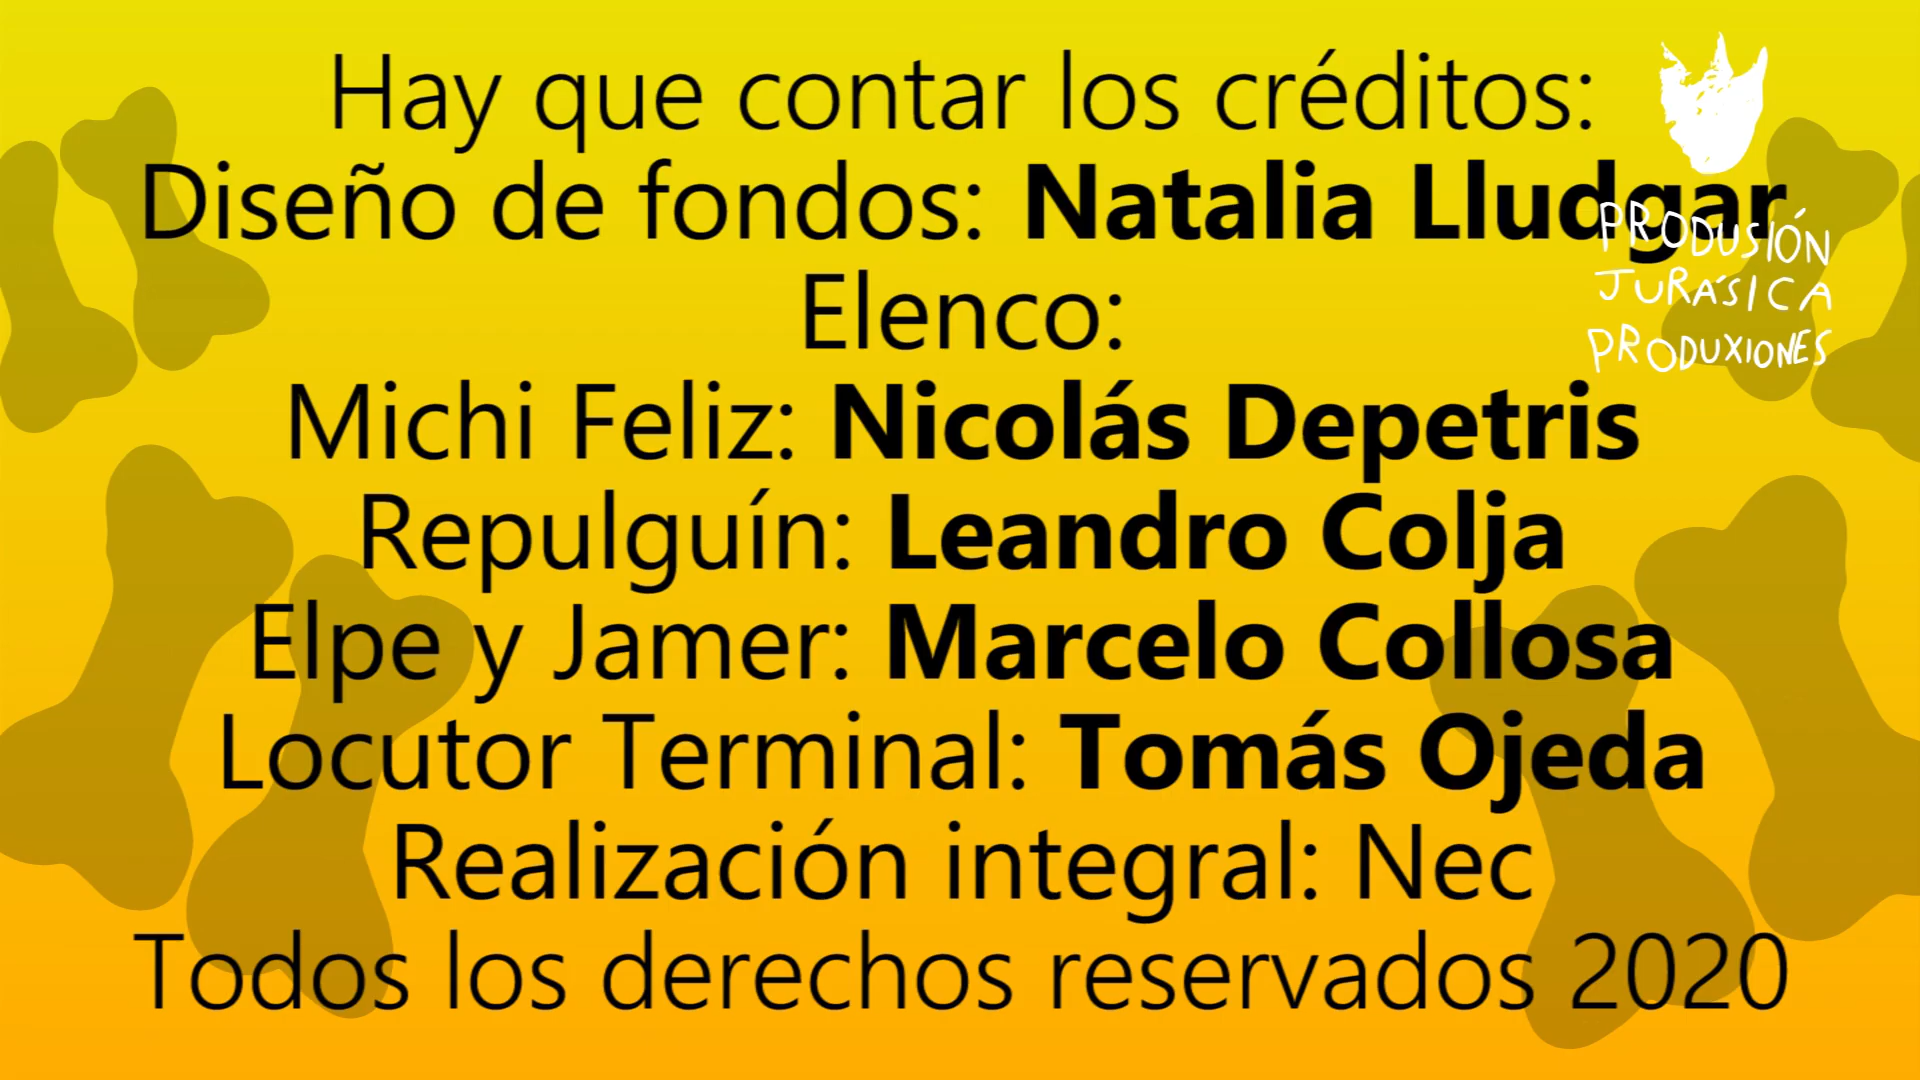 Hay que contar los créditos:
Diseño de fondos: Natalia Lludgar
Elenco:
Michi Feliz: Nicolás Depetris
Repulguín: Leandro Colja
Elpe y Jamer: Marcelo Collosa
Locutor Terminal: Tomás Ojeda
Realización integral: Nec
Todos los derechos reservados 2020
PRODUSIÓN
JURÁSICA
PRODUXIONES